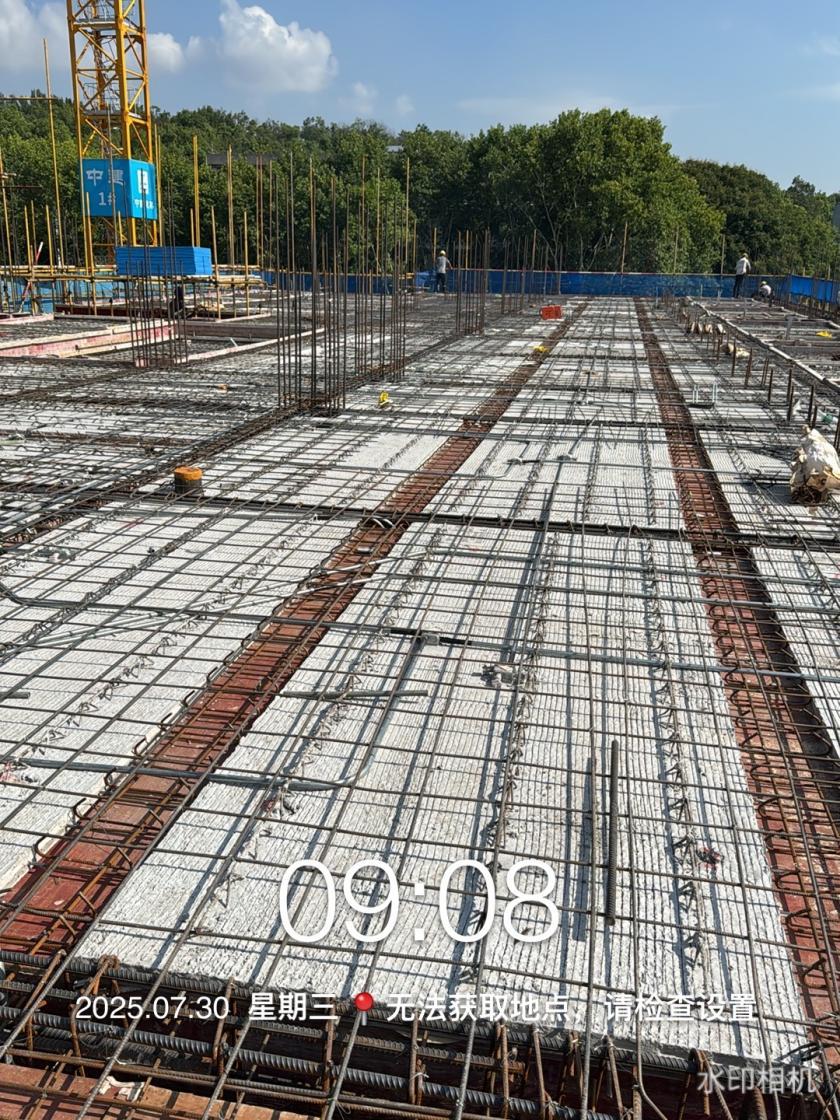 中建
1#
09:08
2025.07.30 星期三 📍 无法获取地点，请检查设置
水印相机